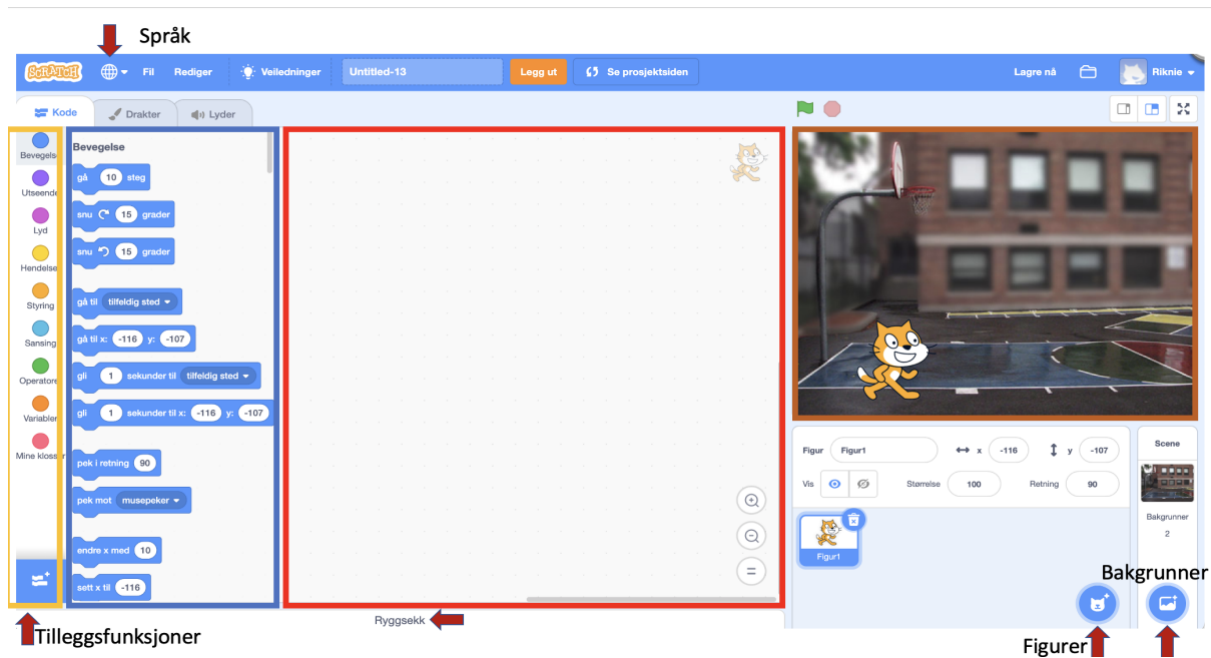 Språk
SCRATCH Fil Rediger Veiledninger Untitled-13 Legg ut Se prosjektsiden Lagre nå Riknie
Kode Drakter Lyder
Bevegelse
Utseende
Lyd
Hendelse
Styring
Sansing
Operatore
Variabler
Mine klosser
Bevegelse
gå 10 steg
snu 15 grader
snu 15 grader
gå til tilfeldig sted
gå til x: -116 y: -107
gli 1 sekunder til tilfeldig sted
gli 1 sekunder til x: -116 y: -107
pek i retning 90
pek mot musepeker
endre x med 10
sett x til -116
Figur Figur1 x -116 y -107
Vis Størrelse 100 Retning 90
Figur1
Scene
Bakgrunner
2
Bakgrunner
Ryggsekk
Tilleggsfunksjoner
Figurer